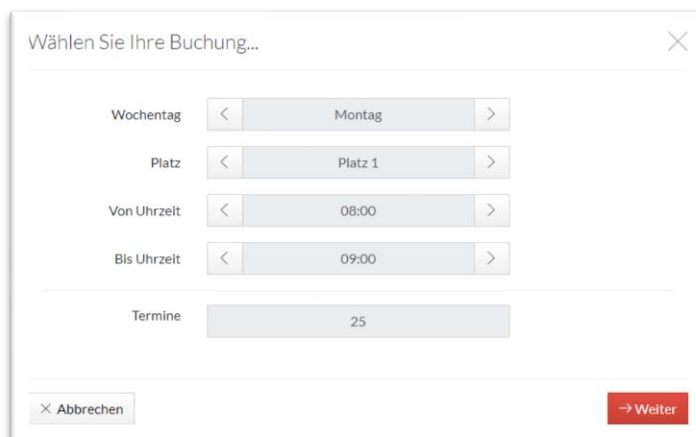 Wählen Sie Ihre Buchung...
Wochentag Montag
Platz Platz 1
Von Uhrzeit 08:00
Bis Uhrzeit 09:00
Termine 25
Abbrechen Weiter